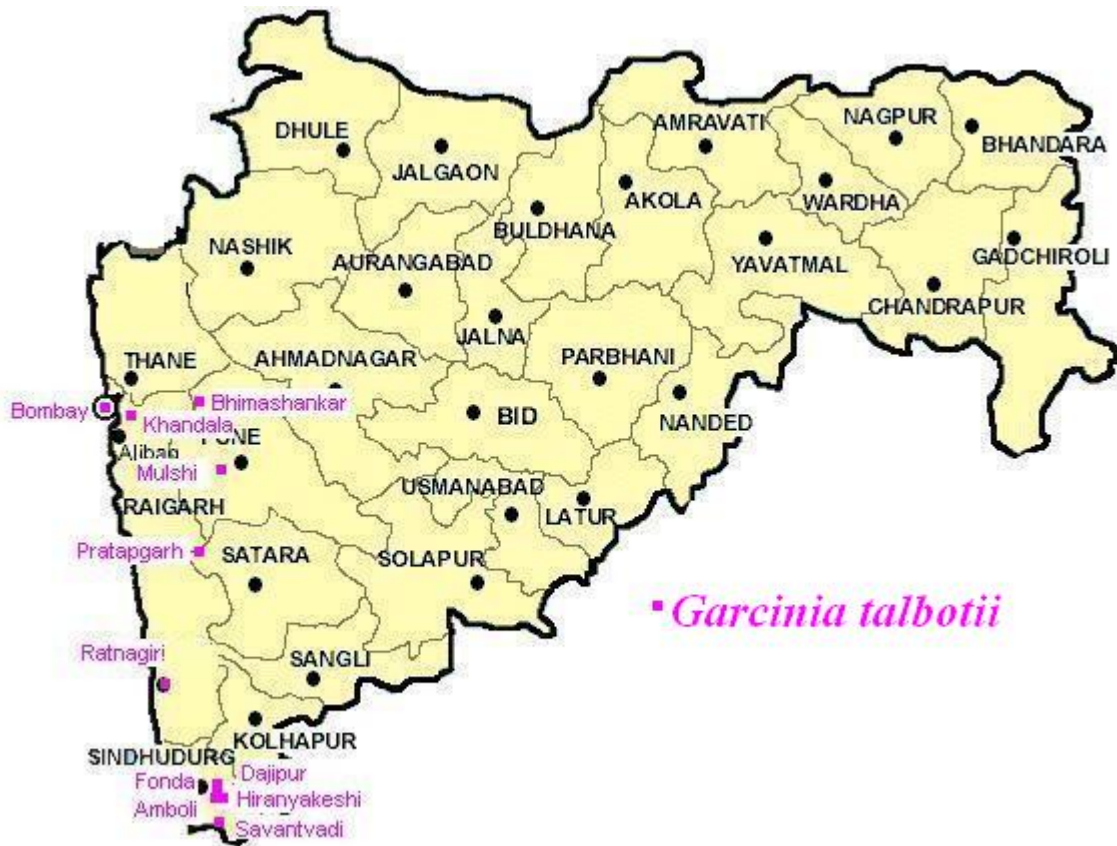 DHULE
JALGAON
AMRAVATI
NAGPUR
BHANDARA
AKOLA
WARDHA
BULDHANA
NASHIK
AURANGABAD
YAVATMAL
GADCHIROLI
CHANDRAPUR
JALNA
THANE
AHMADNAGAR
PARBHANI
Bhimashankar
Bombay
Khandala
BID
NANDED
Alibag
PUNE
Mulshi
USMANABAD
RAIGARH
LATUR
Pratapgarh
SATARA
SOLAPUR
Garcinia talbotii
Ratnagiri
SANGLI
KOLHAPUR
SINDHUDURG
Fonda
Dajipur
Amboli
Hiranyakeshi
Savantvadi